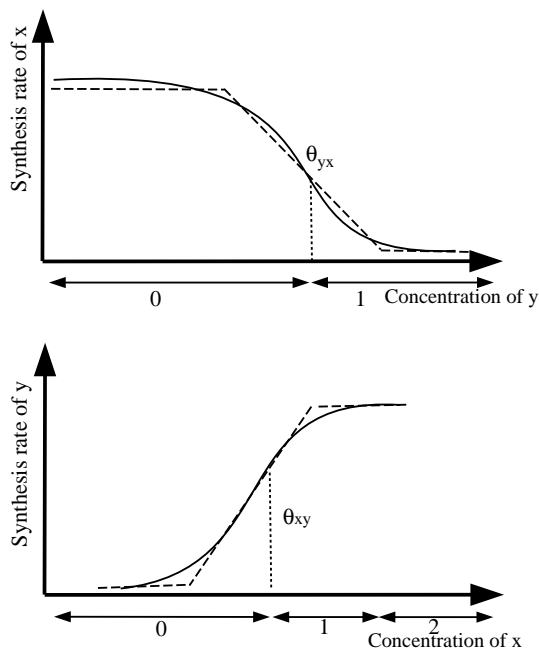 Synthesis rate of x
θyx
0
1
Concentration of y
Synthesis rate of y
θxy
0
1
2
Concentration of x